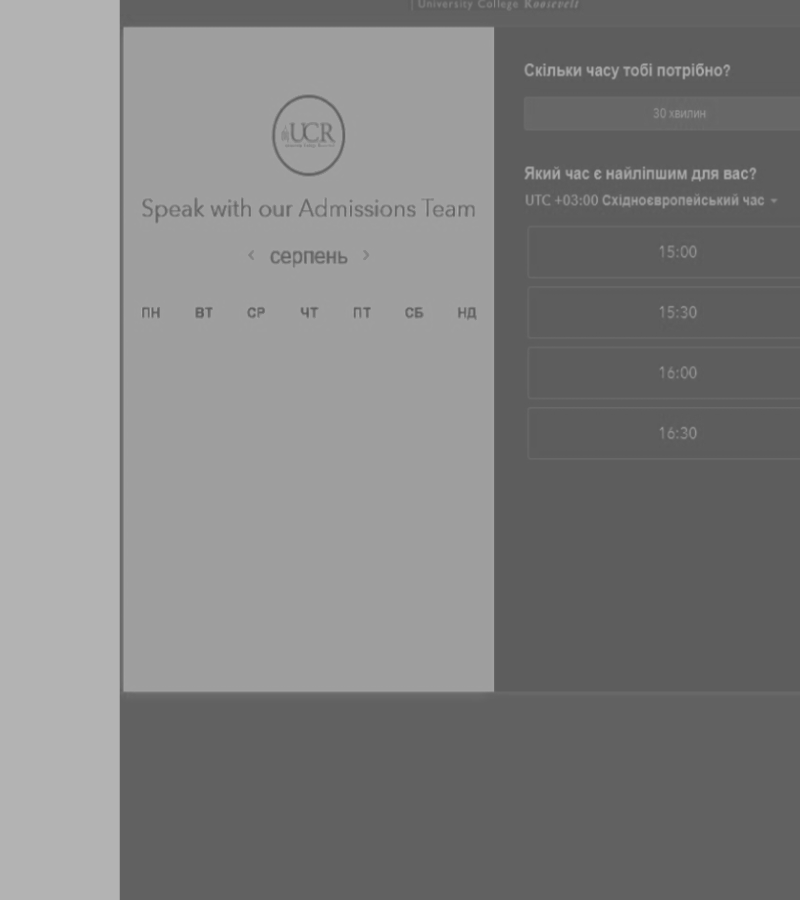 University College Roosevelt
UCR
Speak with our Admissions Team
серпень
ПН ВТ СР ЧТ ПТ СБ НД
Скільки часу тобі потрібно?
30 хвилин
Який час є найліпшим для вас?
UTC +03:00 Східноєвропейський час
15:00
15:30
16:00
16:30